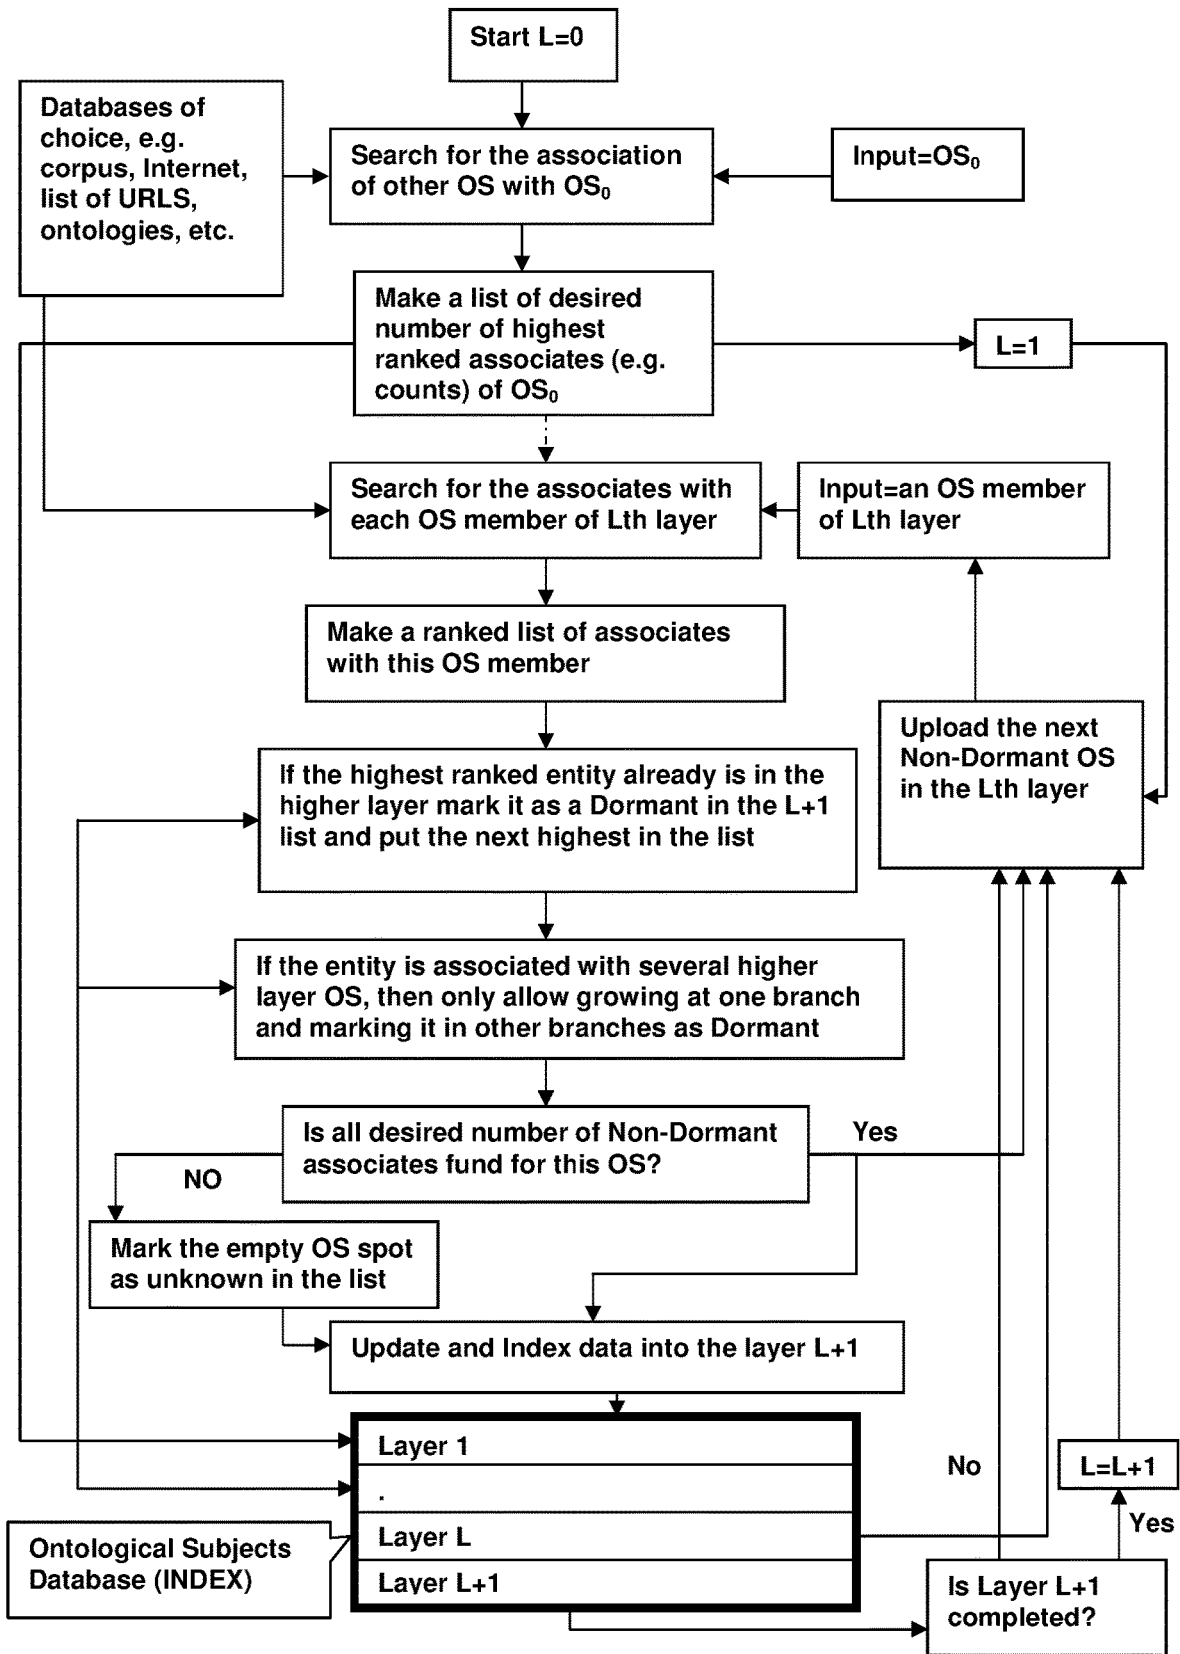 Start L=0
Databases of
choice, e.g.
corpus, Internet,
list of URLS,
ontologies, etc.
Search for the association
of other OS with OS₀
Input=OS₀
Make a list of desired
number of highest
ranked associates (e.g.
counts) of OS₀
L=1
Search for the associates with
each OS member of Lth layer
Input=an OS member
of Lth layer
Make a ranked list of associates
with this OS member
Upload the next
Non-Dormant OS
in the Lth layer
If the highest ranked entity already is in the
higher layer mark it as a Dormant in the L+1
list and put the next highest in the list
If the entity is associated with several higher
layer OS, then only allow growing at one branch
and marking it in other branches as Dormant
Is all desired number of Non-Dormant
associates fund for this OS?
Yes
NO
Mark the empty OS spot
as unknown in the list
Update and Index data into the layer L+1
Layer 1
.
Layer L
Layer L+1
No
L=L+1
Yes
Ontological Subjects
Database (INDEX)
Is Layer L+1
completed?